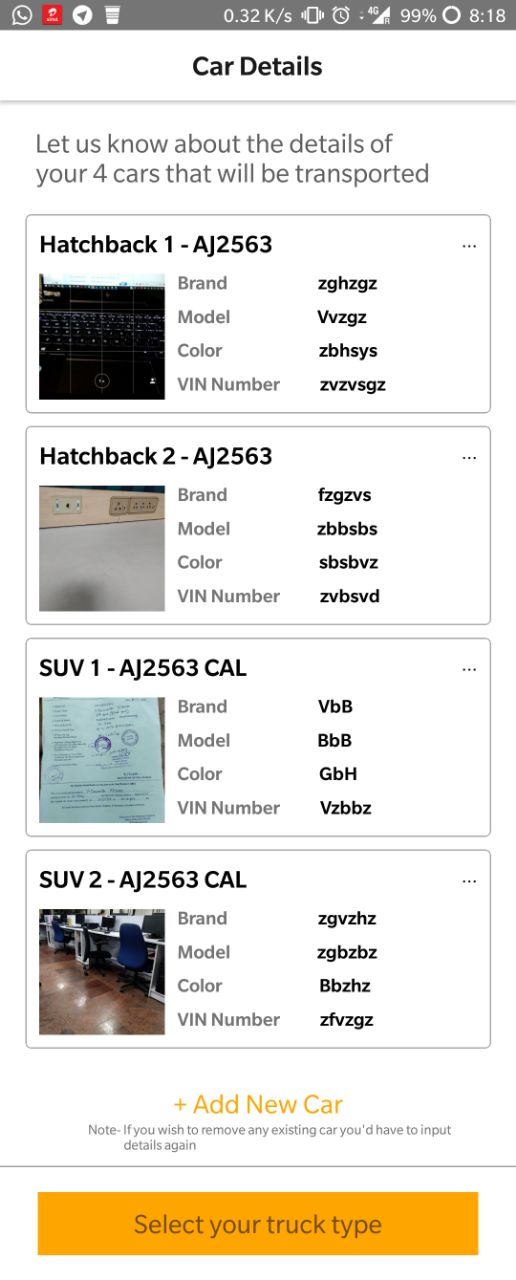 0.32 K/s 4G R 99% 8:18
Car Details
Let us know about the details of
your 4 cars that will be transported
Hatchback 1 - AJ2563 ...
Brand zghzgz
Model Vvzgz
Color zbhsys
VIN Number zvzvsgz
Hatchback 2 - AJ2563 ...
Brand fzgzvs
Model zbbsbs
Color sbsbvz
VIN Number zvbsvd
SUV 1 - AJ2563 CAL ...
Brand VbB
Model BbB
Color GbH
VIN Number Vzbbz
SUV 2 - AJ2563 CAL ...
Brand zgvzhz
Model zgbzbz
Color Bbzhz
VIN Number zfvzgz
+ Add New Car
Note- If you wish to remove any existing car you'd have to input
details again
Select your truck type